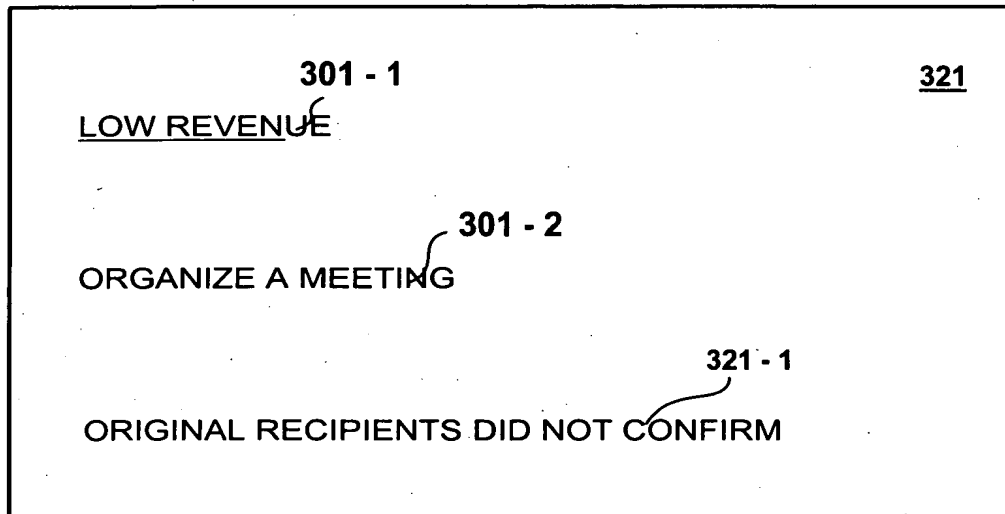 301 - 1
321
LOW REVENUE
301 - 2
ORGANIZE A MEETING
321 - 1
ORIGINAL RECIPIENTS DID NOT CONFIRM